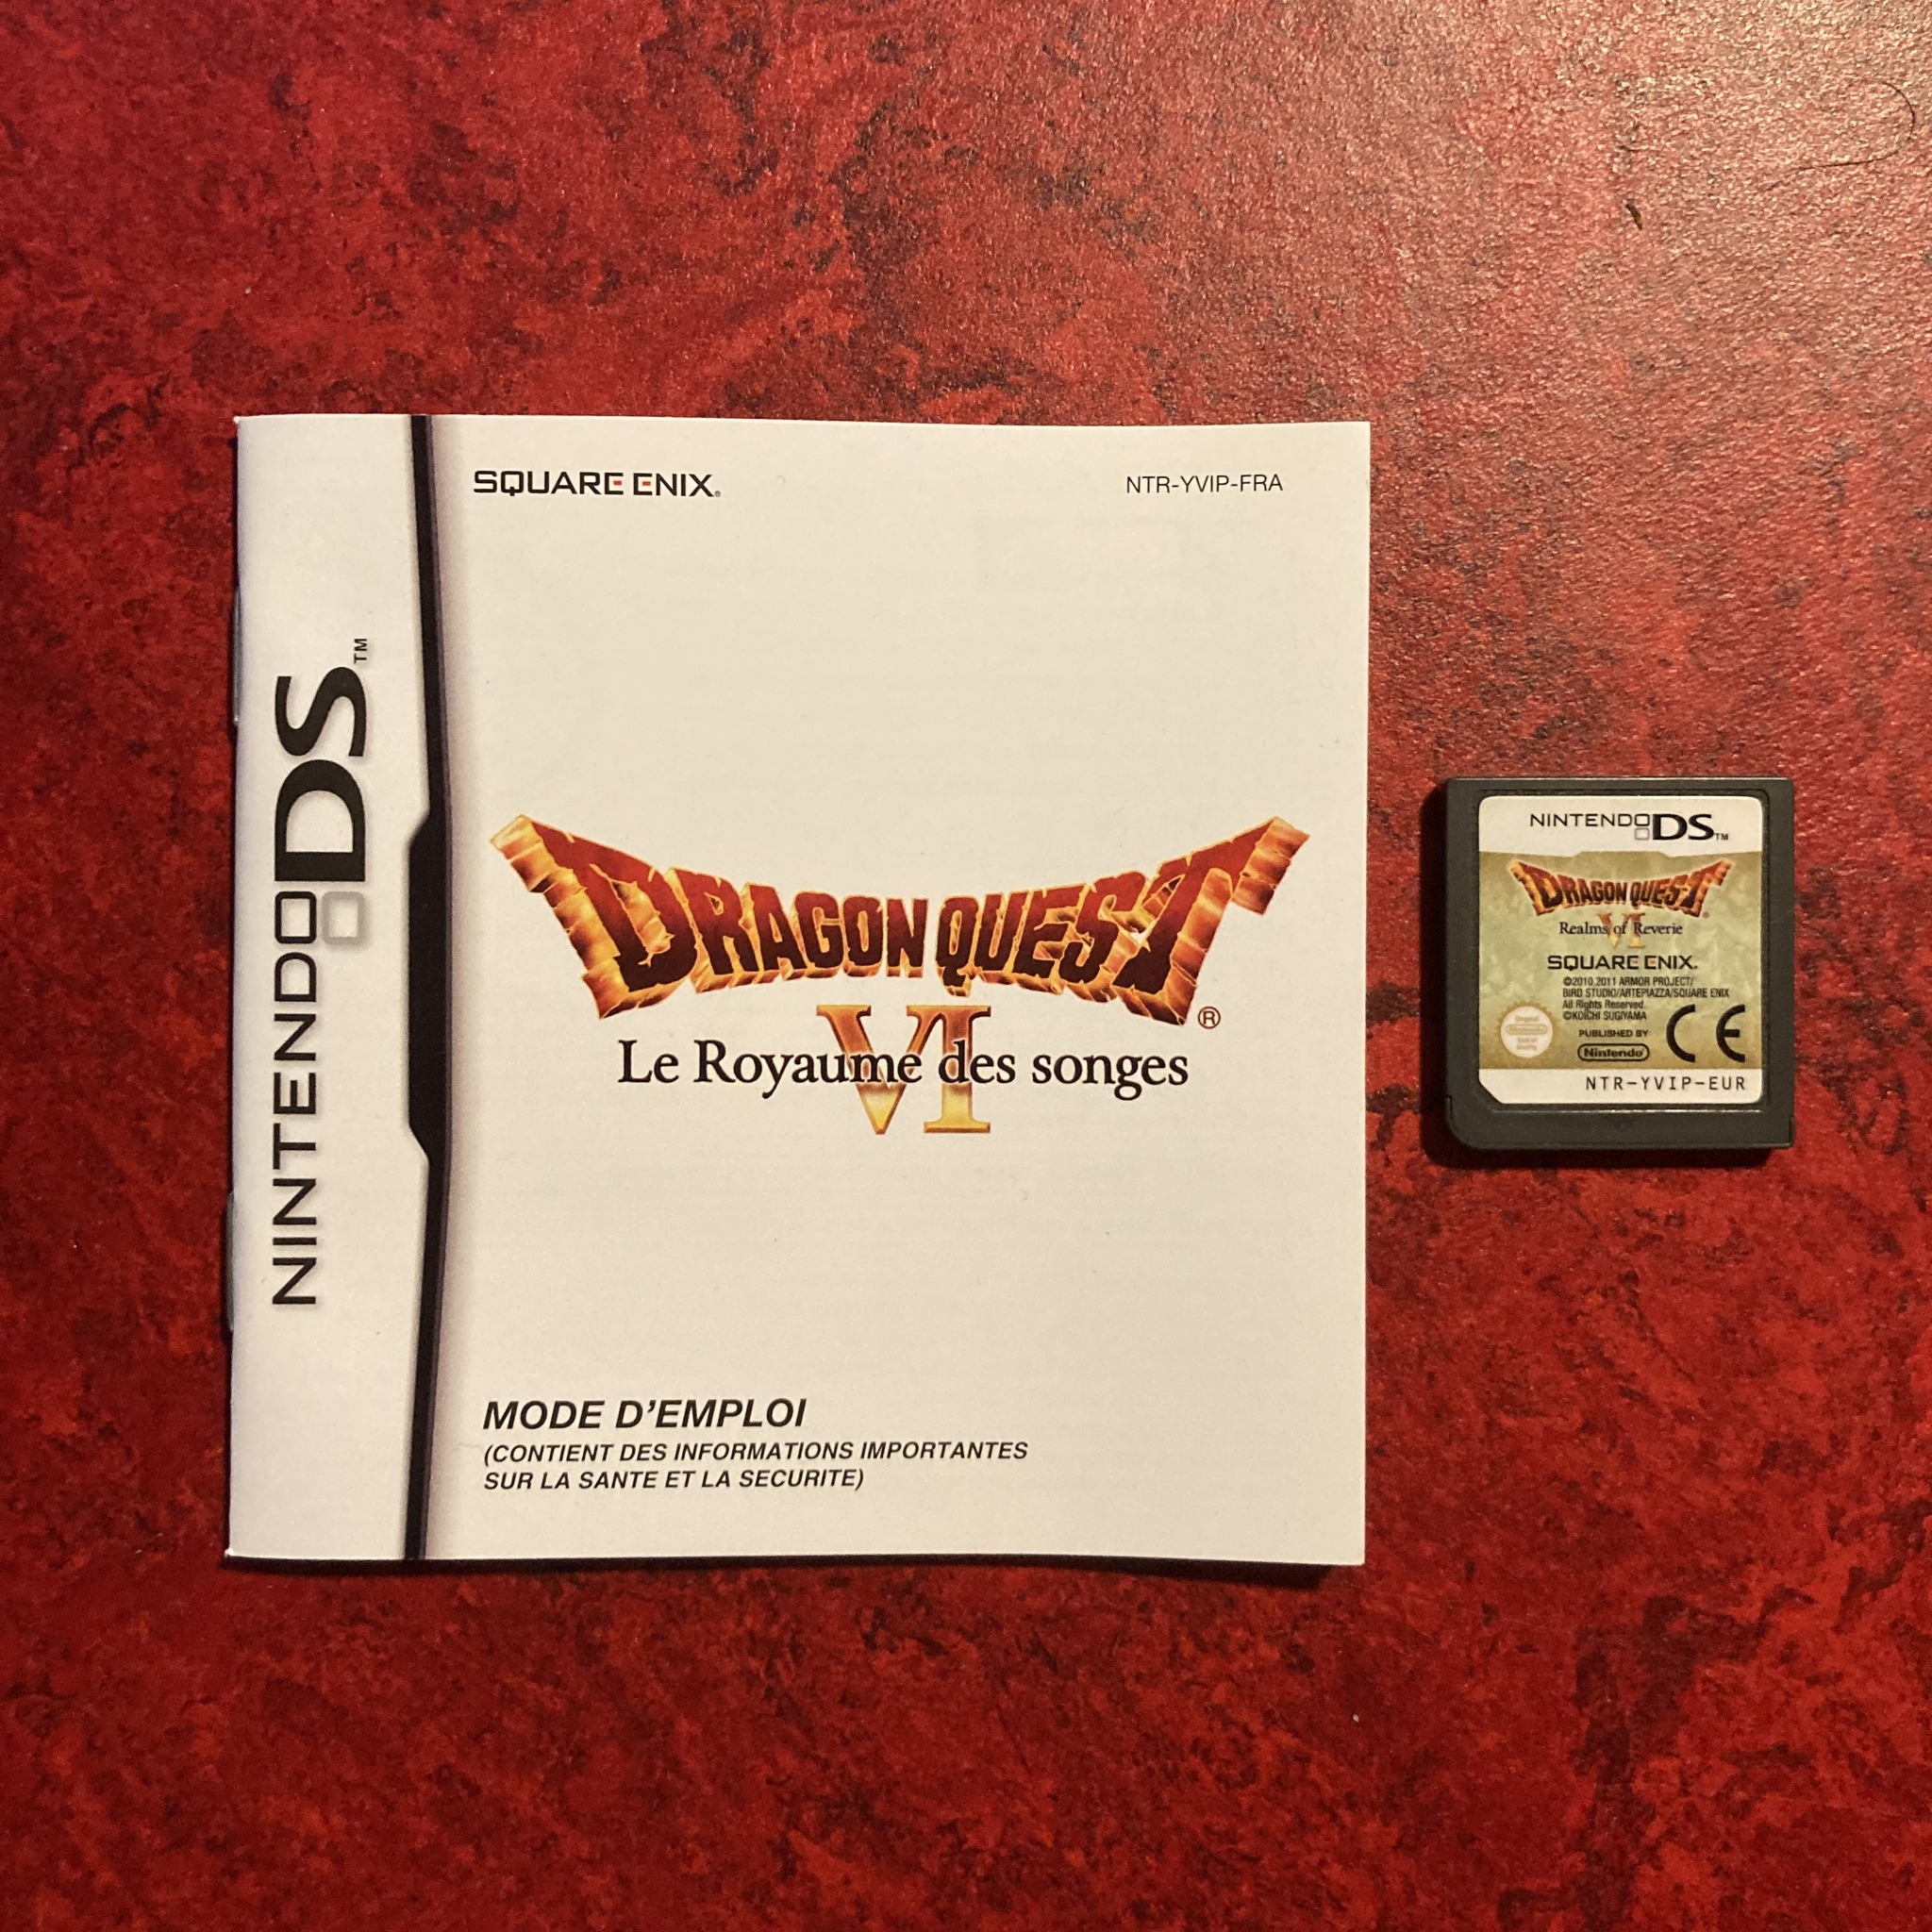 NINTENDO DS™
SQUARE ENIX®
NTR-YVIP-FRA
DRAGON QUEST®
VI
Le Royaume des songes
MODE D'EMPLOI
(CONTIENT DES INFORMATIONS IMPORTANTES
SUR LA SANTE ET LA SECURITE)
NINTENDO DS™
DRAGON QUEST®
VI
Realms of Reverie
SQUARE ENIX®
©2010,2011 ARMOR PROJECT/
BIRD STUDIO/ARTEPIAZZA/SQUARE ENIX
All Rights Reserved.
©KOICHI SUGIYAMA
PUBLISHED BY
Nintendo
CE
NTR-YVIP-EUR